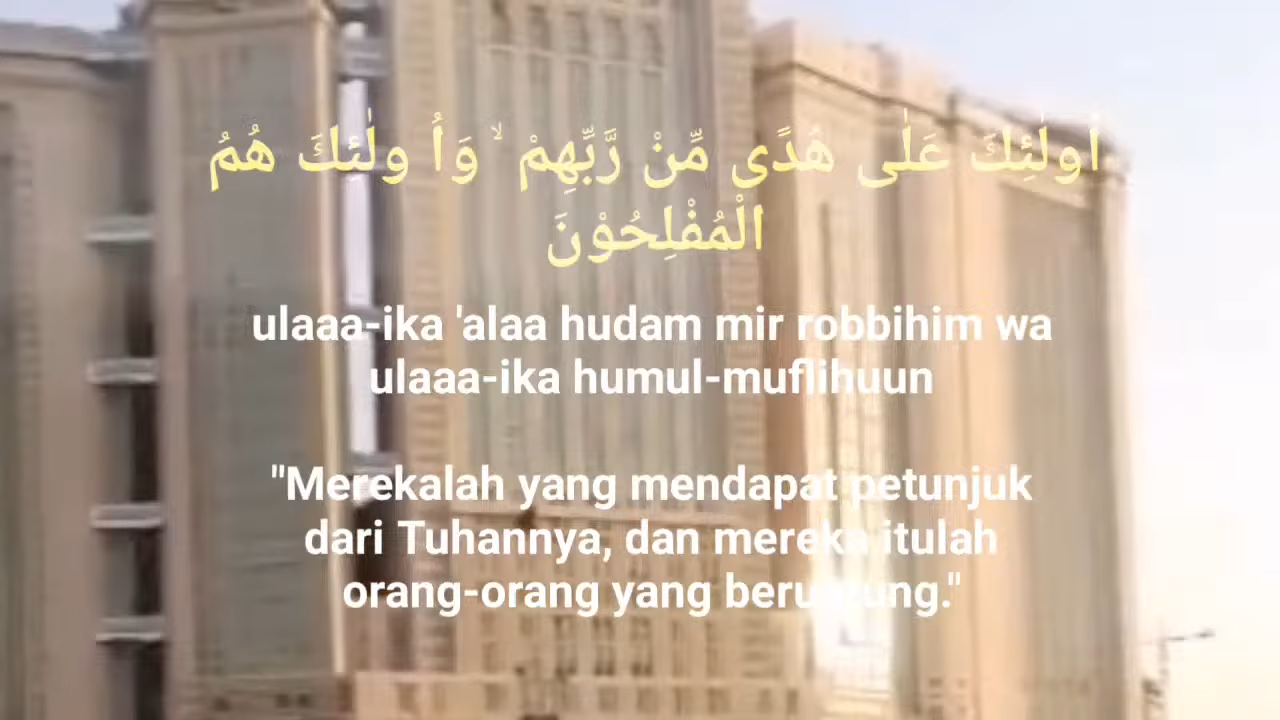 اُولٰۤئِكَ عَلٰى هُدًى مِّنْ رَّبِّهِمْ ۙ وَاُ ولٰۤئِكَ هُمُ
الْمُفْلِحُوْنَ
ulaaa-ika 'alaa hudam mir robbihim wa
ulaaa-ika humul-muflihuun
"Merekalah yang mendapat petunjuk
dari Tuhannya, dan mereka itulah
orang-orang yang beruntung."